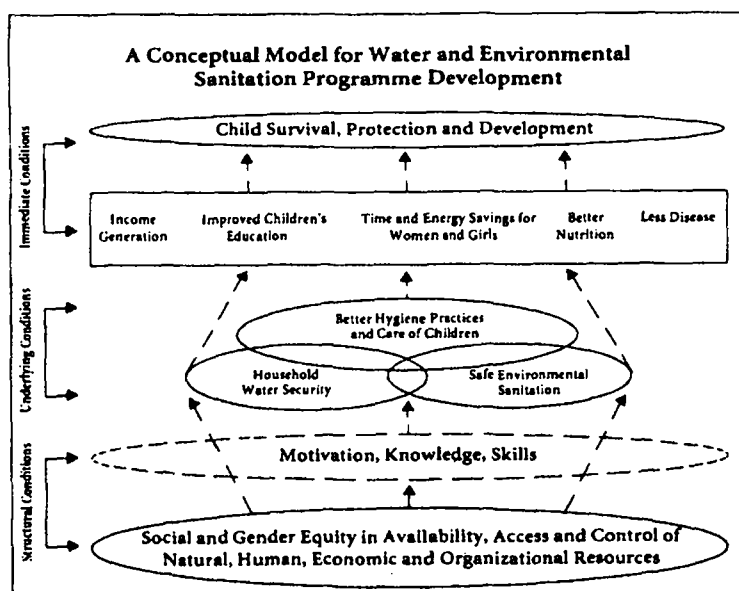 A Conceptual Model for Water and Environmental
Sanitation Programme Development
Immediate Conditions
Child Survival, Protection and Development
Income
Generation
Improved Children's
Education
Time and Energy Savings for
Women and Girls
Better
Nutrition
Less Disease
Underlying Conditions
Better Hygiene Practices
and Care of Children
Household
Water Security
Safe Environmental
Sanitation
Structural Conditions
Motivation, Knowledge, Skills
Social and Gender Equity in Availability, Access and Control of
Natural, Human, Economic and Organizational Resources